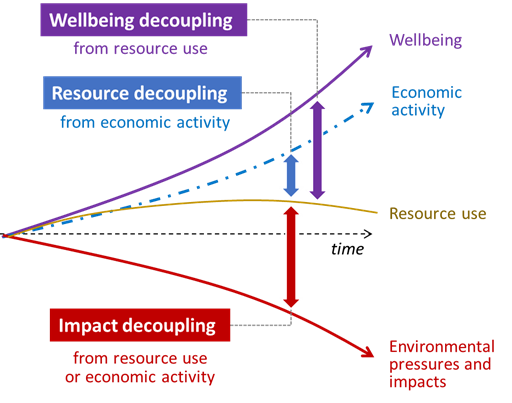 Wellbeing decoupling
from resource use
Wellbeing
Resource decoupling
from economic activity
Economic
activity
Resource use
time
Impact decoupling
from resource use
or economic activity
Environmental
pressures and
impacts